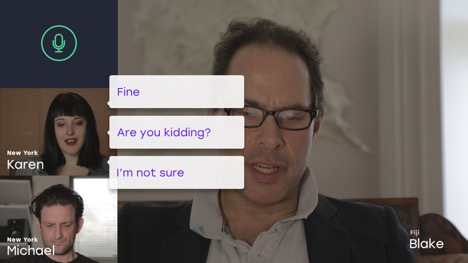 Fine
Are you kidding?
I'm not sure
New York
Karen
New York
Michael
Fiji
Blake